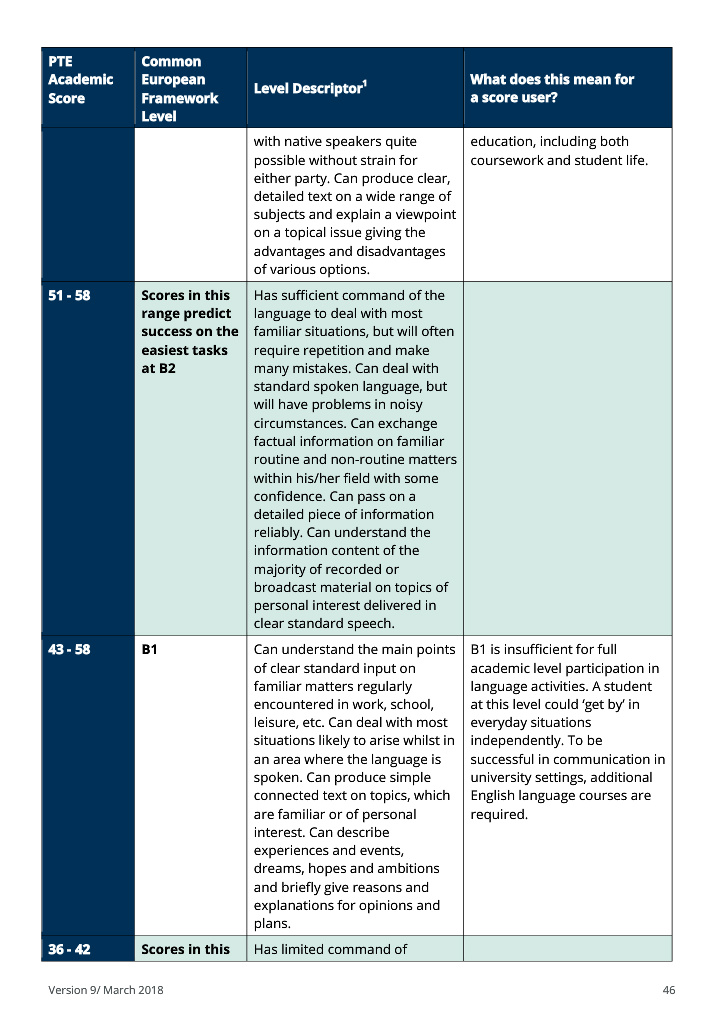 PTE
Academic
Score
Common
European
Framework
Level
Level Descriptor¹
What does this mean for
a score user?
with native speakers quite
possible without strain for
either party. Can produce clear,
detailed text on a wide range of
subjects and explain a viewpoint
on a topical issue giving the
advantages and disadvantages
of various options.
education, including both
coursework and student life.
51 - 58
Scores in this
range predict
success on the
easiest tasks
at B2
Has sufficient command of the
language to deal with most
familiar situations, but will often
require repetition and make
many mistakes. Can deal with
standard spoken language, but
will have problems in noisy
circumstances. Can exchange
factual information on familiar
routine and non-routine matters
within his/her field with some
confidence. Can pass on a
detailed piece of information
reliably. Can understand the
information content of the
majority of recorded or
broadcast material on topics of
personal interest delivered in
clear standard speech.
43 - 58
B1
Can understand the main points
of clear standard input on
familiar matters regularly
encountered in work, school,
leisure, etc. Can deal with most
situations likely to arise whilst in
an area where the language is
spoken. Can produce simple
connected text on topics, which
are familiar or of personal
interest. Can describe
experiences and events,
dreams, hopes and ambitions
and briefly give reasons and
explanations for opinions and
plans.
B1 is insufficient for full
academic level participation in
language activities. A student
at this level could ‘get by’ in
everyday situations
independently. To be
successful in communication in
university settings, additional
English language courses are
required.
36 - 42
Scores in this
Has limited command of
Version 9/ March 2018
46